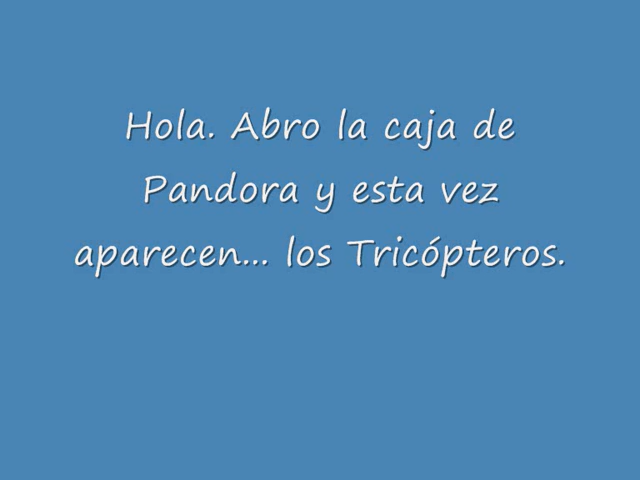 Hola. Abro la caja de
Pandora y esta vez
aparecen... los Tricópteros.